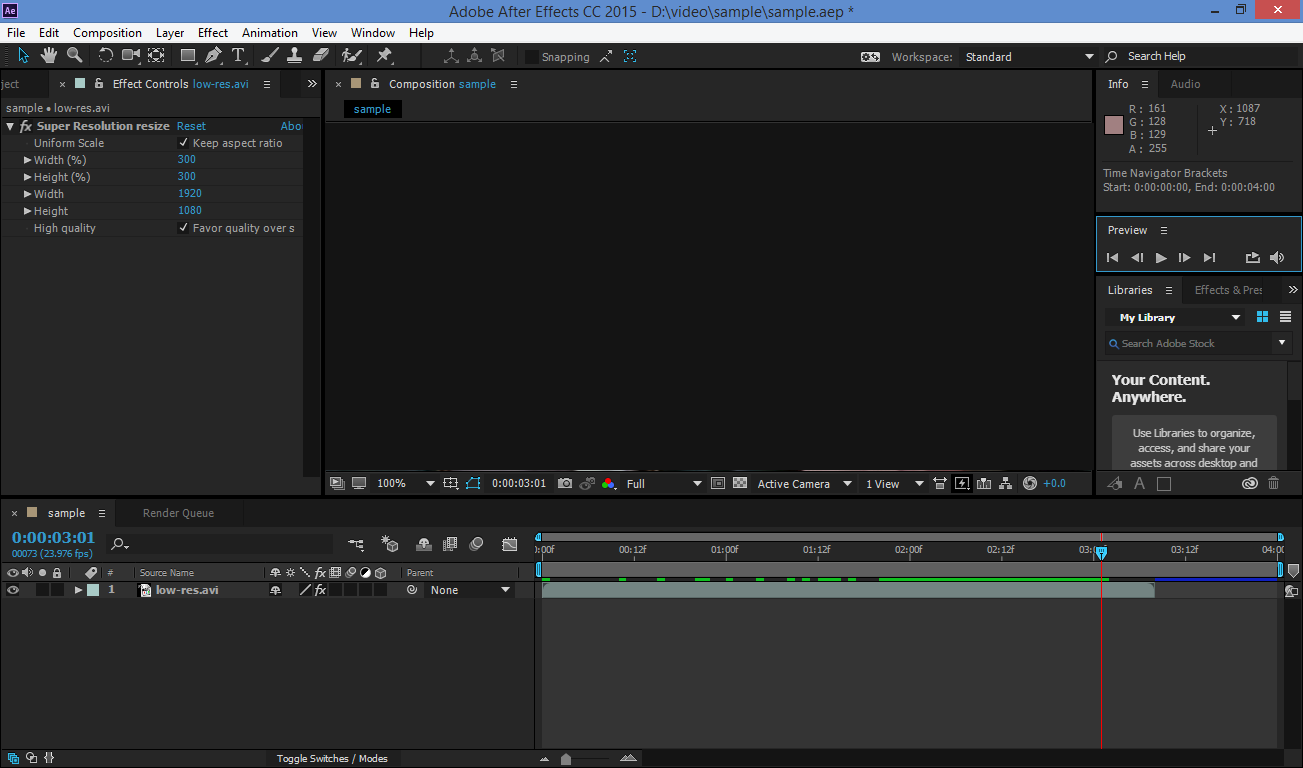 Ae
Adobe After Effects CC 2015 - D:\video\sample\sample.aep *
File Edit Composition Layer Effect Animation View Window Help
Snapping
Workspace: Standard
Search Help
ject
Effect Controls low-res.avi
sample • low-res.avi
fx Super Resolution resize Reset Abo
Uniform Scale Keep aspect ratio
Width (%) 300
Height (%) 300
Width 1920
Height 1080
High quality Favor quality over s
Composition sample
sample
100% 0:00:03:01 Full Active Camera 1 View +0.0
Info Audio
R : 161 X : 1087
G : 128 Y : 718
B : 129
A : 255
Time Navigator Brackets
Start: 0:00:00:00, End: 0:00:04:00
Preview
Libraries Effects & Pres
My Library
Search Adobe Stock
Your Content.
Anywhere.
Use Libraries to organize,
access, and share your
assets across desktop and
sample Render Queue
0:00:03:01
00073 (23.976 fps)
# Source Name fx Parent
1 low-res.avi fx None
):00f 00:12f 01:00f 01:12f 02:00f 02:12f 03:0 03:12f 04:0(
Toggle Switches / Modes